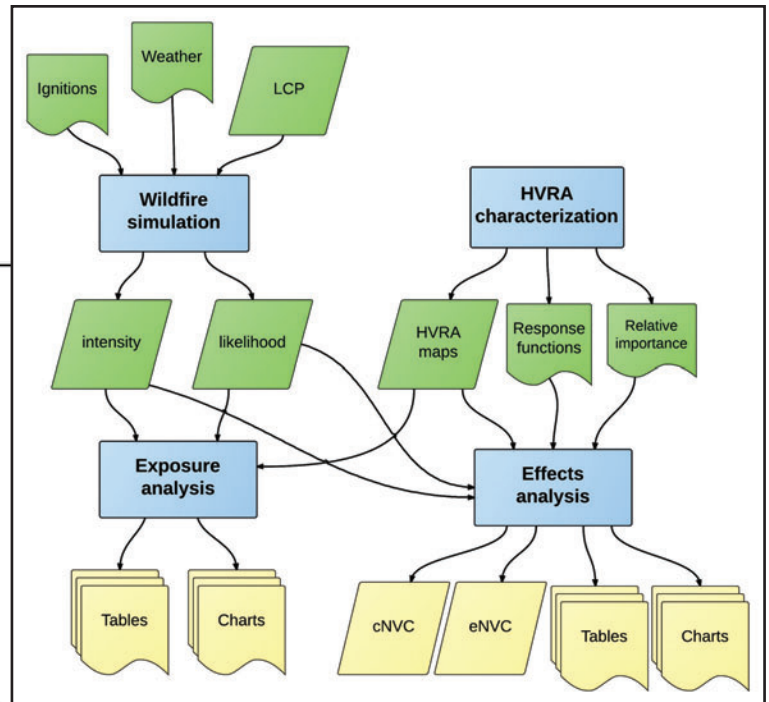 Ignitions
Weather
LCP
Wildfire
simulation
HVRA
characterization
intensity
likelihood
HVRA
maps
Response
functions
Relative
importance
Exposure
analysis
Effects
analysis
Tables
Charts
cNVC
eNVC
Tables
Charts